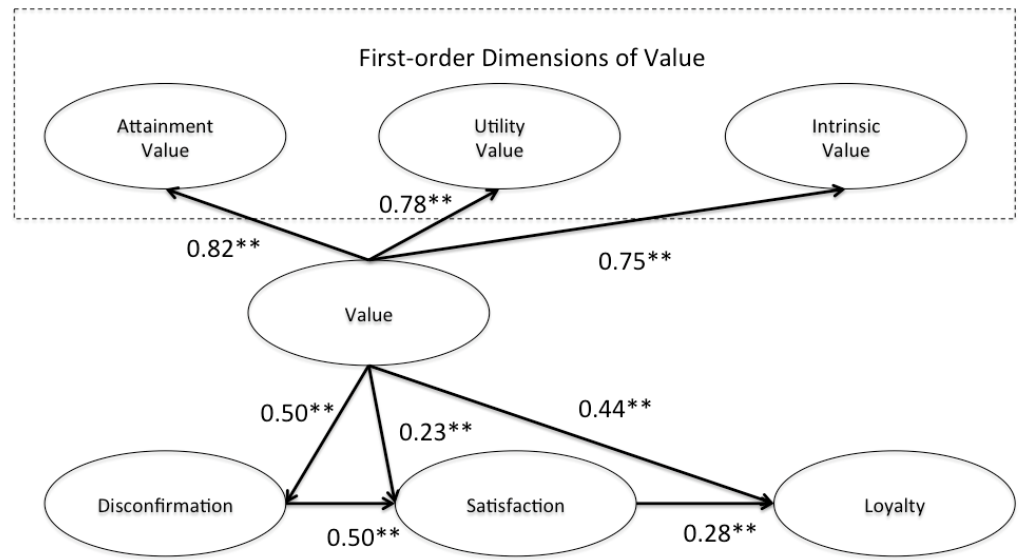 First-order Dimensions of Value
Attainment
Value
Utility
Value
Intrinsic
Value
0.82**
0.78**
0.75**
Value
0.50**
0.23**
0.44**
Disconfirmation
Satisfaction
Loyalty
0.50**
0.28**